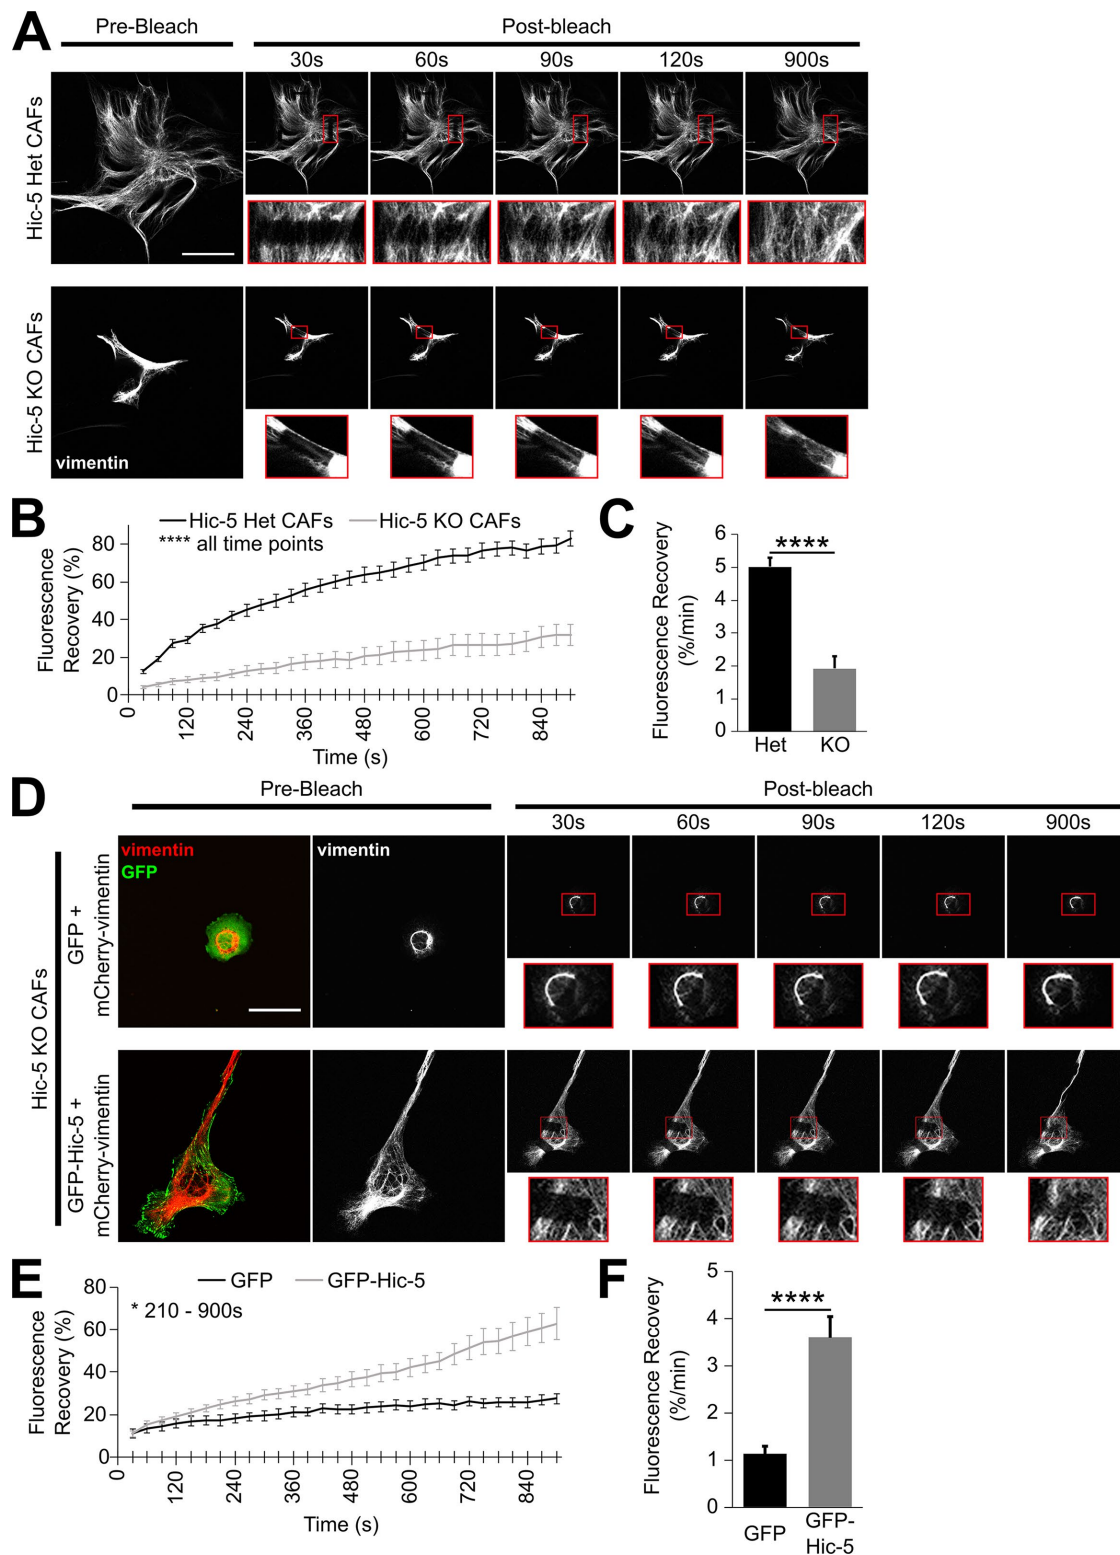 A
Pre-Bleach
Post-bleach
30s
60s
90s
120s
900s
Hic-5 Het CAFs
Hic-5 KO CAFs
vimentin
B
Hic-5 Het CAFs
Hic-5 KO CAFs
**** all time points
Fluorescence
Recovery (%)
80
60
40
20
0
0
120
240
360
480
600
720
840
Time (s)
C
Fluorescence Recovery
(%/min)
6
5
4
3
2
1
0
****
Het
KO
D
Pre-Bleach
Post-bleach
30s
60s
90s
120s
900s
Hic-5 KO CAFs
GFP +
mCherry-vimentin
vimentin
GFP
vimentin
GFP-Hic-5 +
mCherry-vimentin
E
GFP
GFP-Hic-5
* 210 - 900s
Fluorescence
Recovery (%)
80
60
40
20
0
0
120
240
360
480
600
720
840
Time (s)
F
Fluorescence Recovery
(%/min)
5
4
3
2
1
0
****
GFP
GFP-
Hic-5